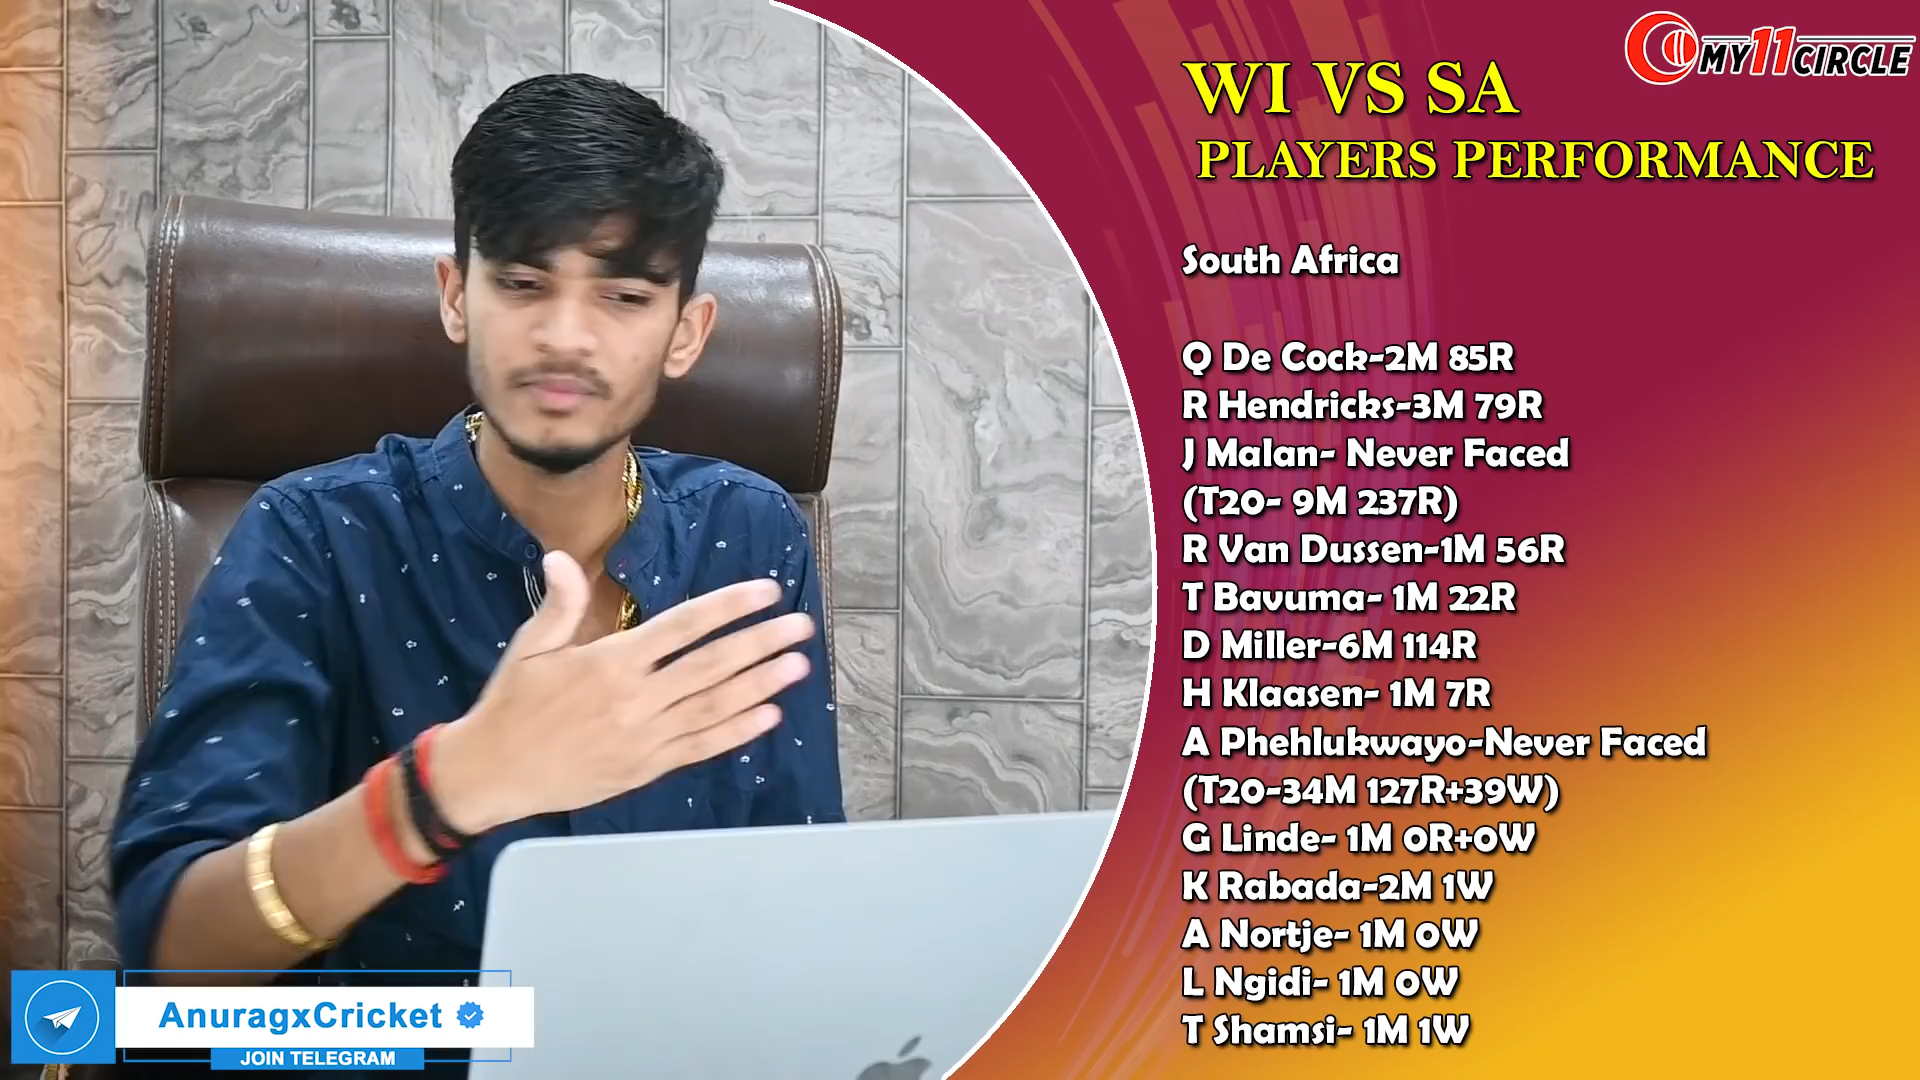 MY11CIRCLE
WI VS SA
PLAYERS PERFORMANCE
South Africa
Q De Cock-2M 85R
R Hendricks-3M 79R
J Malan- Never Faced
(T20- 9M 237R)
R Van Dussen-1M 56R
T Bavuma- 1M 22R
D Miller-6M 114R
H Klaasen- 1M 7R
A Phehlukwayo-Never Faced
(T20-34M 127R+39W)
G Linde- 1M 0R+0W
K Rabada-2M 1W
A Nortje- 1M 0W
L Ngidi- 1M 0W
T Shamsi- 1M 1W
AnuragxCricket
JOIN TELEGRAM